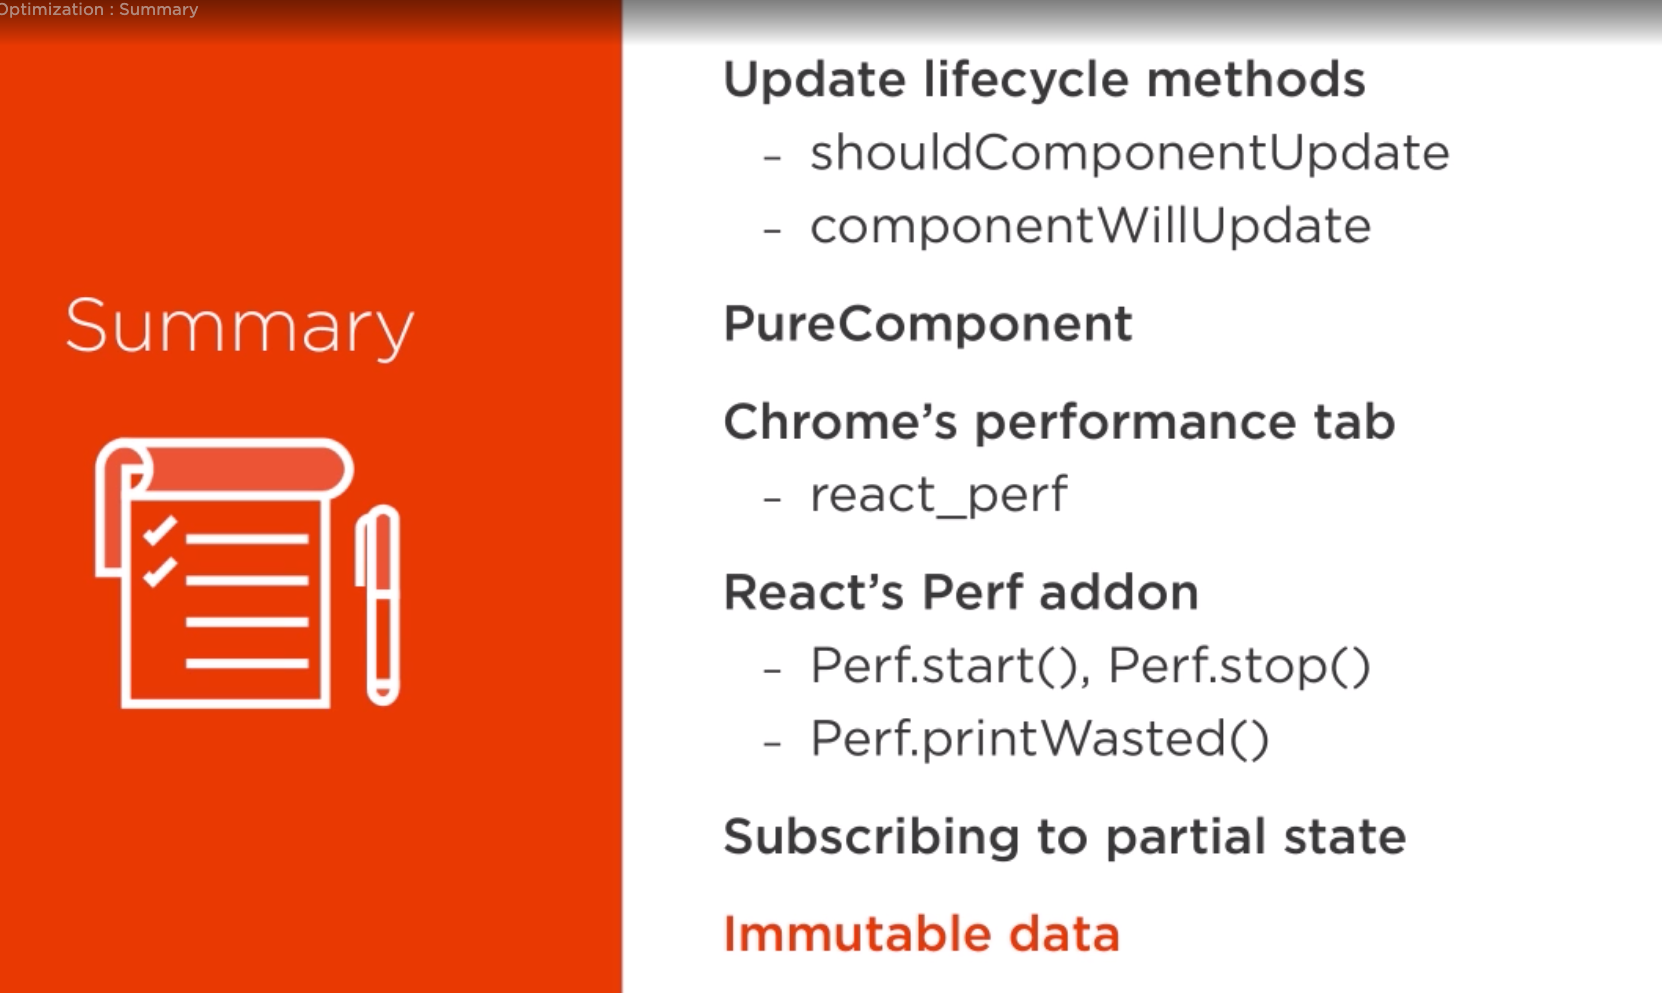 Optimization : Summary
Summary
Update lifecycle methods
- shouldComponentUpdate
- componentWillUpdate
PureComponent
Chrome’s performance tab
- react_perf
React’s Perf addon
- Perf.start(), Perf.stop()
- Perf.printWasted()
Subscribing to partial state
Immutable data